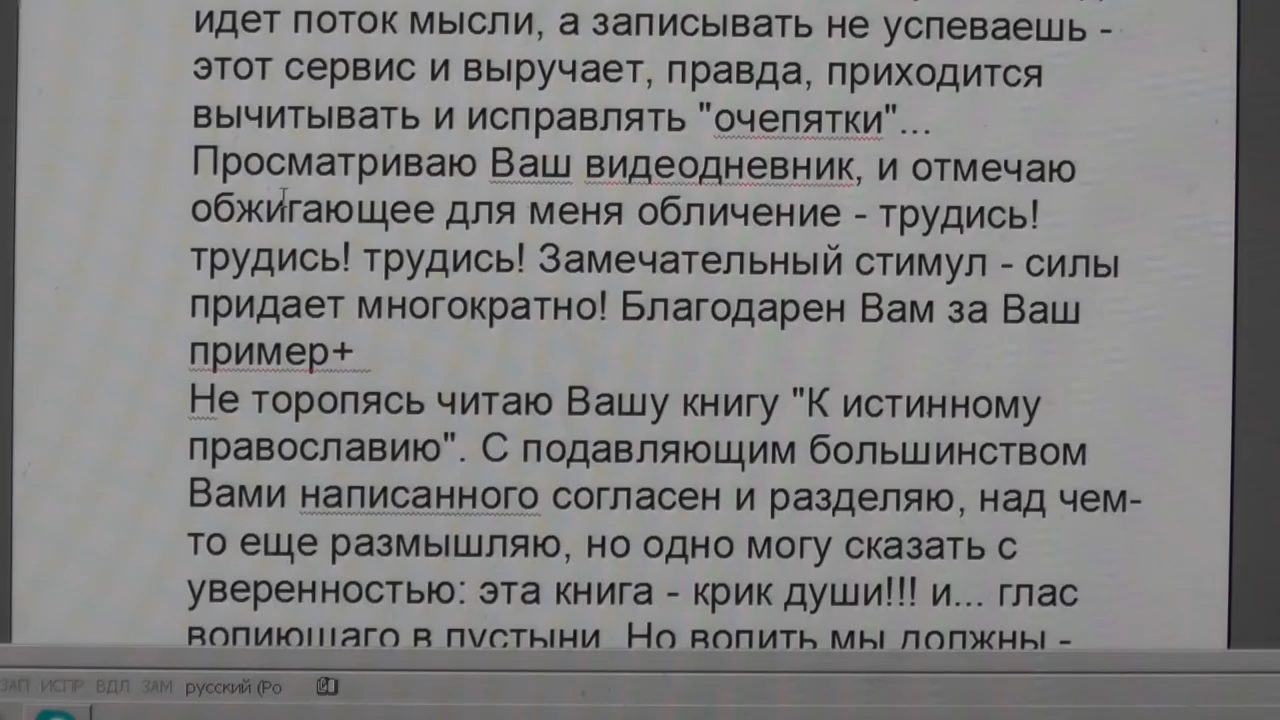 идет поток мысли, а записывать не успеваешь -
этот сервис и выручает, правда, приходится
вычитывать и исправлять "очепятки"...
Просматриваю Ваш видеодневник, и отмечаю
обжигающее для меня обличение - трудись!
трудись! трудись! Замечательный стимул - силы
придает многократно! Благодарен Вам за Ваш
пример+
Не торопясь читаю Вашу книгу "К истинному
православию". С подавляющим большинством
Вами написанного согласен и разделяю, над чем-
то еще размышляю, но одно могу сказать с
уверенностью: эта книга - крик души!!! и... глас
вопиющаго в пустыни. Но вопить мы должны -
ЗАП ИСПР ВДЛ ЗАМ русский (Ро